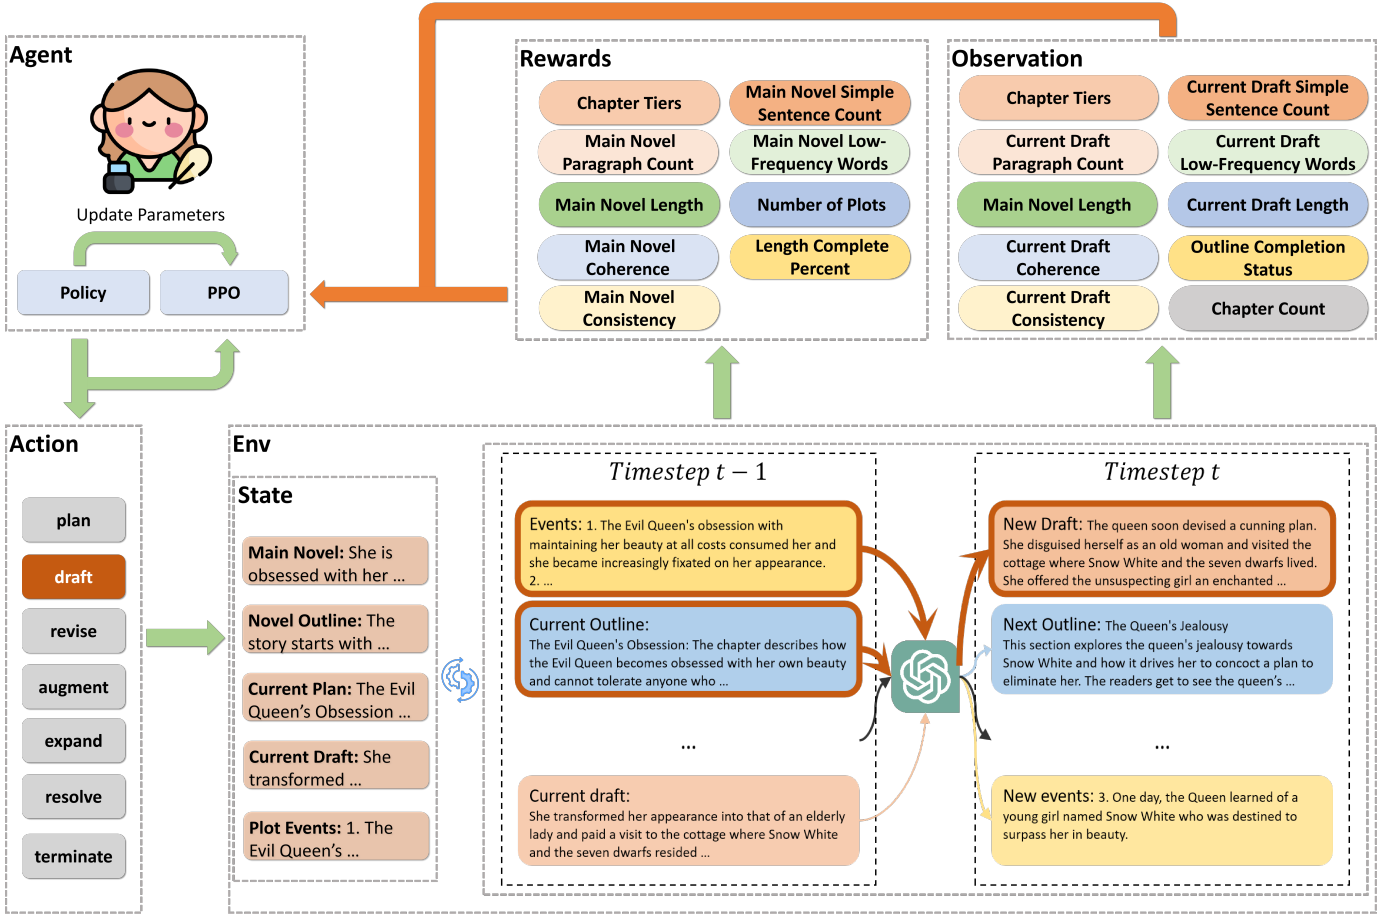 Agent
Update Parameters
Policy
PPO
Rewards
Chapter Tiers
Main Novel Simple
Sentence Count
Main Novel
Paragraph Count
Main Novel Low-
Frequency Words
Main Novel Length
Number of Plots
Main Novel
Coherence
Length Complete
Percent
Main Novel
Consistency
Observation
Chapter Tiers
Current Draft Simple
Sentence Count
Current Draft
Paragraph Count
Current Draft
Low-Frequency Words
Main Novel Length
Current Draft Length
Current Draft
Coherence
Outline Completion
Status
Current Draft
Consistency
Chapter Count
Action
plan
draft
revise
augment
expand
resolve
terminate
Env
State
Main Novel: She is
obsessed with her ...
Novel Outline: The
story starts with ...
Current Plan: The Evil
Queen's Obsession ...
Current Draft: She
transformed ...
Plot Events: 1. The
Evil Queen's ...
Timestep t − 1
Events: 1. The Evil Queen's obsession with
maintaining her beauty at all costs consumed her and
she became increasingly fixated on her appearance.
2. ...
Current Outline:
The Evil Queen's Obsession: The chapter describes how
the Evil Queen becomes obsessed with her own beauty
and cannot tolerate anyone who ...
...
Current draft:
She transformed her appearance into that of an elderly
lady and paid a visit to the cottage where Snow White
and the seven dwarfs resided ...
Timestep t
New Draft: The queen soon devised a cunning plan.
She disguised herself as an old woman and visited the
cottage where Snow White and the seven dwarfs lived.
She offered the unsuspecting girl an enchanted ...
Next Outline: The Queen's Jealousy
This section explores the queen's jealousy towards
Snow White and how it drives her to concoct a plan to
eliminate her. The readers get to see the queen's ...
...
New events: 3. One day, the Queen learned of a
young girl named Snow White who was destined to
surpass her in beauty.